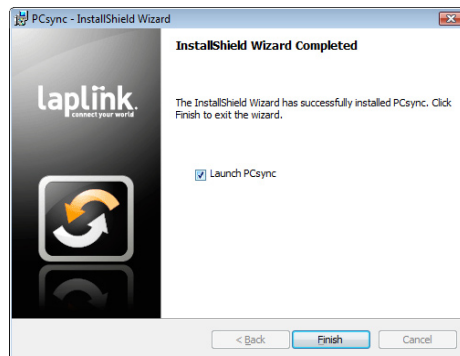 PCsync - InstallShield Wizard
InstallShield Wizard Completed
laplink.
connect your world
The InstallShield Wizard has successfully installed PCsync. Click
Finish to exit the wizard.
Launch PCsync
< Back
Finish
Cancel